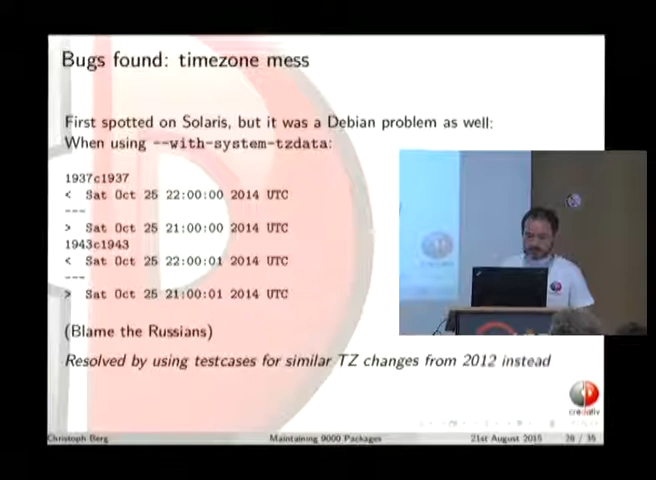 Bugs found: timezone mess
First spotted on Solaris, but it was a Debian problem as well:
When using --with-system-tzdata:
1937c1937
< Sat Oct 25 22:00:00 2014 UTC
---
> Sat Oct 25 21:00:00 2014 UTC
1943c1943
< Sat Oct 25 22:00:01 2014 UTC
---
> Sat Oct 25 21:00:01 2014 UTC
(Blame the Russians)
Resolved by using testcases for similar TZ changes from 2012 instead
credativ
Christoph Berg Maintaining 9000 Packages 21st August 2015 28 / 35